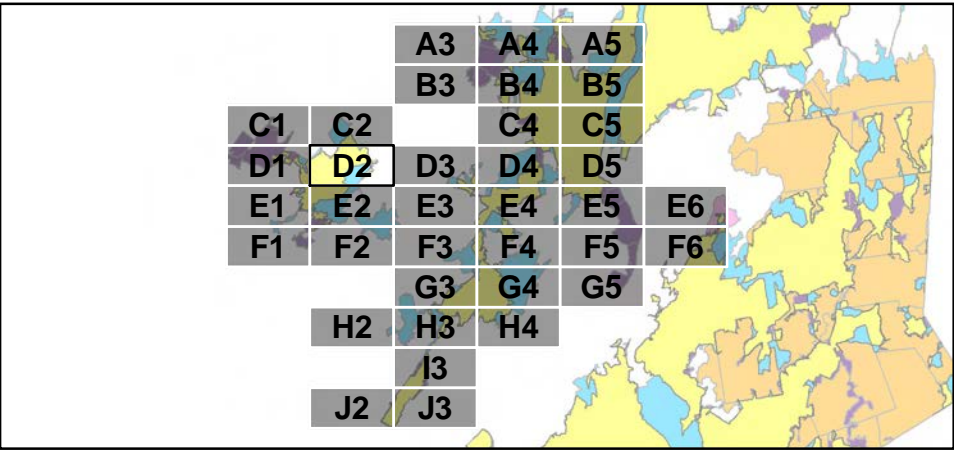 A3 A4 A5
B3 B4 B5
C1 C2 C4 C5
D1 D2 D3 D4 D5
E1 E2 E3 E4 E5 E6
F1 F2 F3 F4 F5 F6
G3 G4 G5
H2 H3 H4
I3
J2 J3